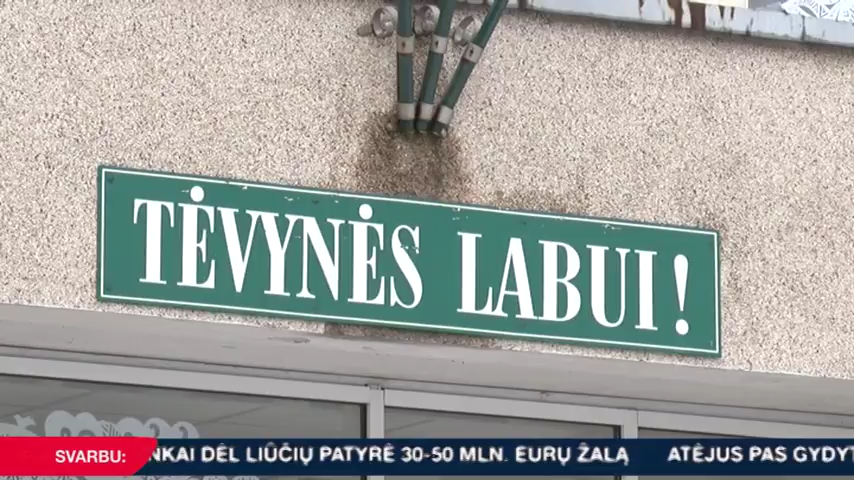 TĖVYNĖS LABUI!
SVARBU: NKAI DĖL LIŪČIŲ PATYRĖ 30-50 MLN. EURŲ ŽALĄ ATĖJUS PAS GYDYT